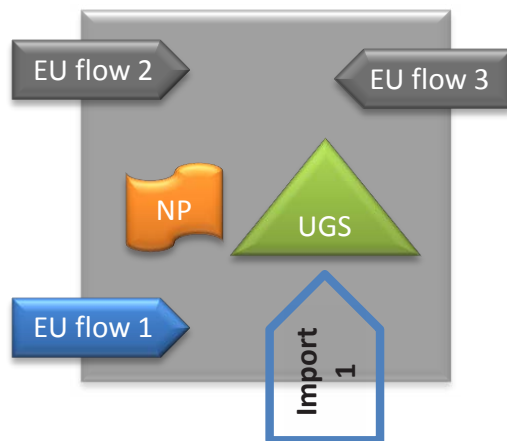 EU flow 2
EU flow 3
NP
UGS
EU flow 1
Import
1